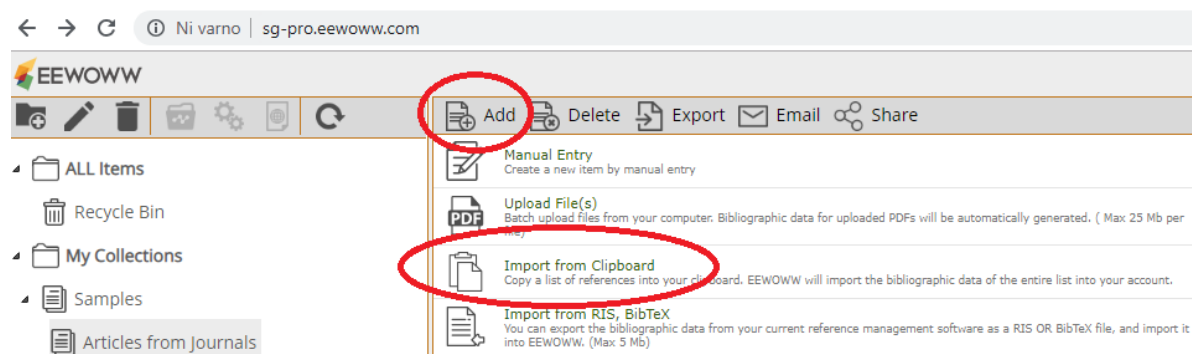 Ni varno | sg-pro.eewoww.com
EEWOWW
Add Delete Export Email Share
ALL Items
Recycle Bin
My Collections
Samples
Articles from Journals
Manual Entry
Create a new item by manual entry
PDF
Upload File(s)
Batch upload files from your computer. Bibliographic data for uploaded PDFs will be automatically generated. ( Max 25 Mb per
file)
Import from Clipboard
Copy a list of references into your clipboard. EEWOWW will import the bibliographic data of the entire list into your account.
Import from RIS, BibTeX
You can export the bibliographic data from your current reference management software as a RIS OR BibTeX file, and import it
into EEWOWW. (Max 5 Mb)